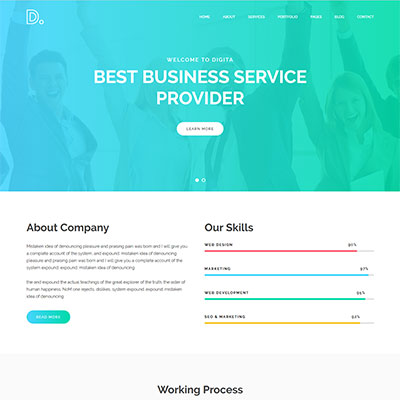 D.
HOME ABOUT SERVICES PORTFOLIO PAGES BLOG CONTACT
WELCOME TO DIGITA
BEST BUSINESS SERVICE
PROVIDER
LEARN MORE
About Company
Mistaken idea of denouncing pleasure and praising pain was born and I will give you
a complete account of the system, and expound. mistaken idea of denouncing
pleasure and praising pain was born and I will give you a complete account of the
system expound. mistaken idea of denouncing.
the and expound the actual teachings of the great explorer of the truth, the oder of
human happiness. No!M one rejects, dislikes, system expound. expound. mistaken
idea of denouncing
READ MORE
Our Skills
WEB DESIGN 90%
MARKETING 97%
WEB DEVELOPMENT 95%
SEO & MARKETING 92%
Working Process